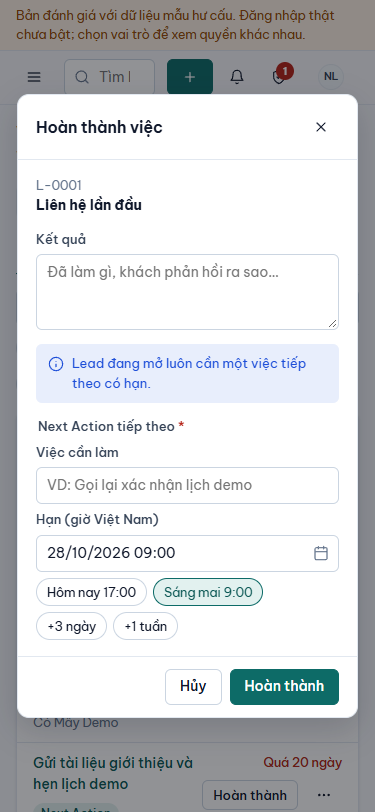 Bản đánh giá với dữ liệu mẫu hư cấu. Đăng nhập thật
chưa bật; chọn vai trò để xem quyền khác nhau.
Tìm l
1
NL
Hoàn thành việc
L-0001
Liên hệ lần đầu
Kết quả
Đã làm gì, khách phản hồi ra sao...
Lead đang mở luôn cần một việc tiếp
theo có hạn.
Next Action tiếp theo *
Việc cần làm
VD: Gọi lại xác nhận lịch demo
Hạn (giờ Việt Nam)
28/10/2026 09:00
Hôm nay 17:00
Sáng mai 9:00
+3 ngày
+1 tuần
Hủy
Hoàn thành
Cỏ Mây Demo
Gửi tài liệu giới thiệu và
hẹn lịch demo
Quá 20 ngày
Hoàn thành
Next Action